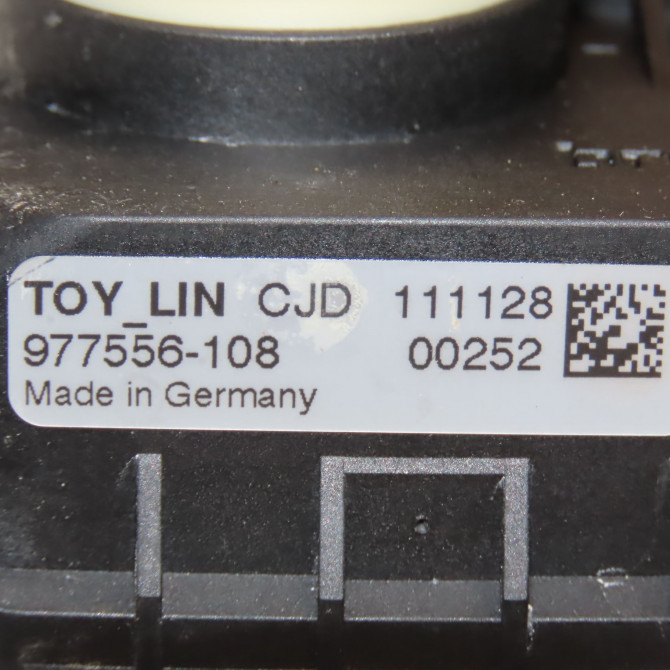 TOY_LIN CJD 111128
977556-108 00252
Made in Germany